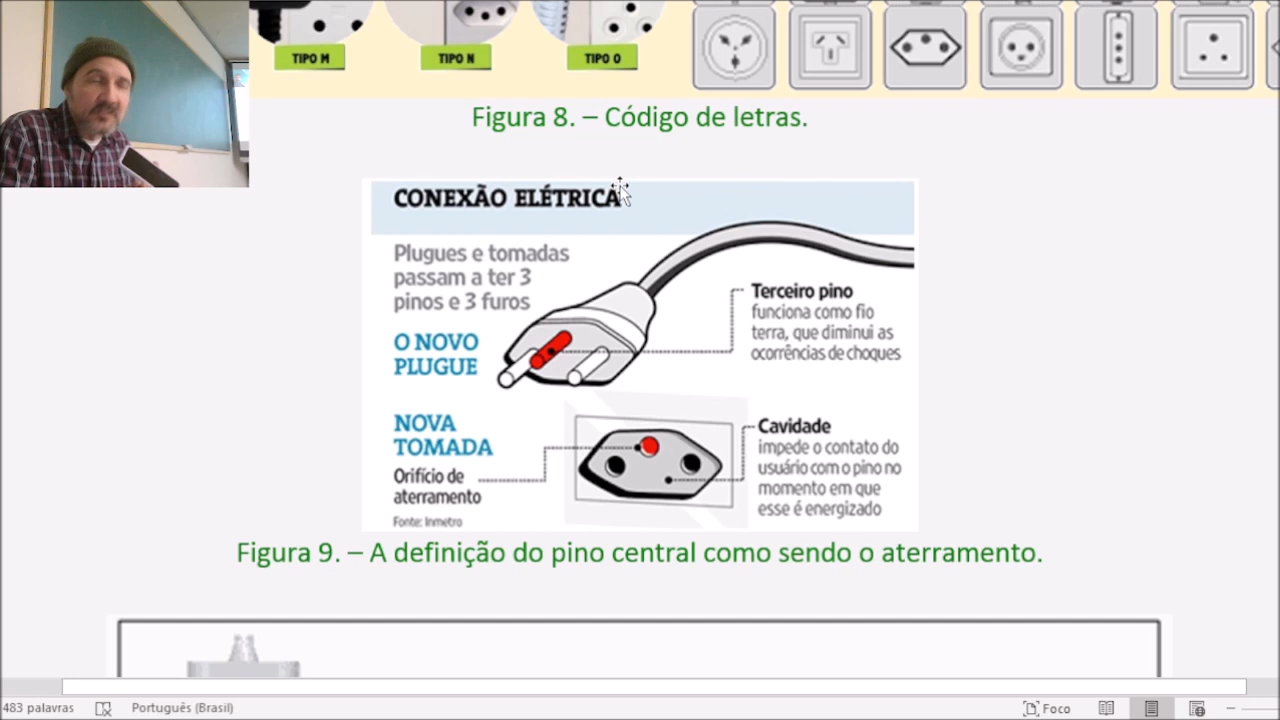 TIPO M
TIPO N
TIPO O
Figura 8. – Código de letras.
CONEXÃO ELÉTRICA
Plugues e tomadas
passam a ter 3
pinos e 3 furos
O NOVO
PLUGUE
Terceiro pino
funciona como fio
terra, que diminui as
ocorrências de choques
NOVA
TOMADA
Orifício de
aterramento
Fonte: Inmetro
Cavidade
impede o contato do
usuário com o pino no
momento em que
esse é energizado
Figura 9. – A definição do pino central como sendo o aterramento.
483 palavras
Português (Brasil)
Foco